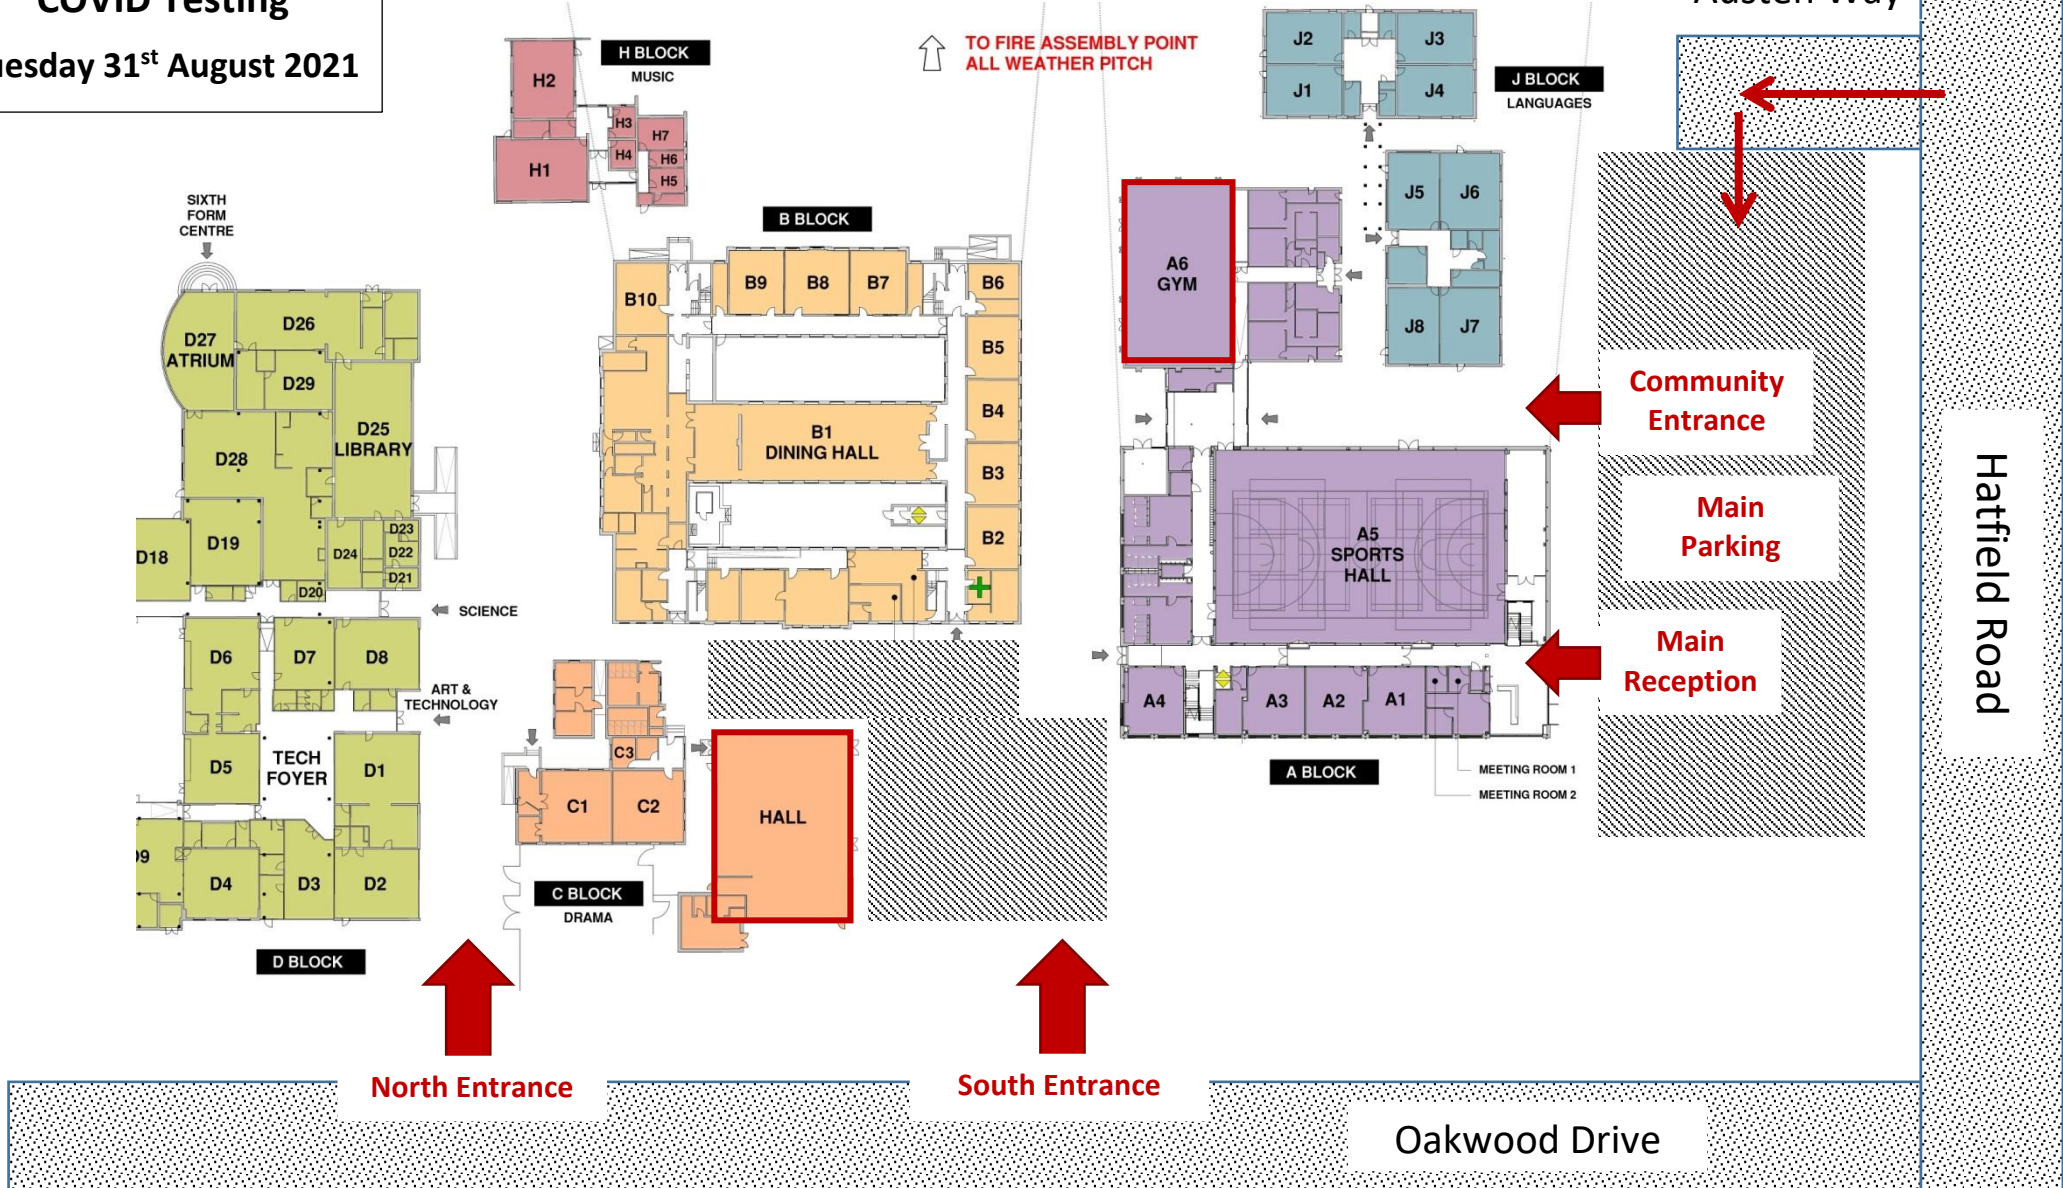 COVID Testing
Tuesday 31st August 2021
H BLOCK
MUSIC
H2
H3
H7
H4
H6
H1
H5
TO FIRE ASSEMBLY POINT
ALL WEATHER PITCH
J2
J3
J1
J4
J BLOCK
LANGUAGES
J5
J6
J8
J7
Austen Way
SIXTH
FORM
CENTRE
D27
ATRIUM
D26
D29
D25
LIBRARY
D28
D18
D19
D24
D23
D22
D21
D20
SCIENCE
D6
D7
D8
ART &
TECHNOLOGY
D5
TECH
FOYER
D1
D4
D3
D2
D BLOCK
B BLOCK
B10
B9
B8
B7
B6
B5
B4
B1
DINING HALL
B3
B2
C3
C1
C2
HALL
C BLOCK
DRAMA
A6
GYM
A5
SPORTS
HALL
A4
A3
A2
A1
A BLOCK
MEETING ROOM 1
MEETING ROOM 2
Community
Entrance
Main
Parking
Main
Reception
Hatfield Road
North Entrance
South Entrance
Oakwood Drive